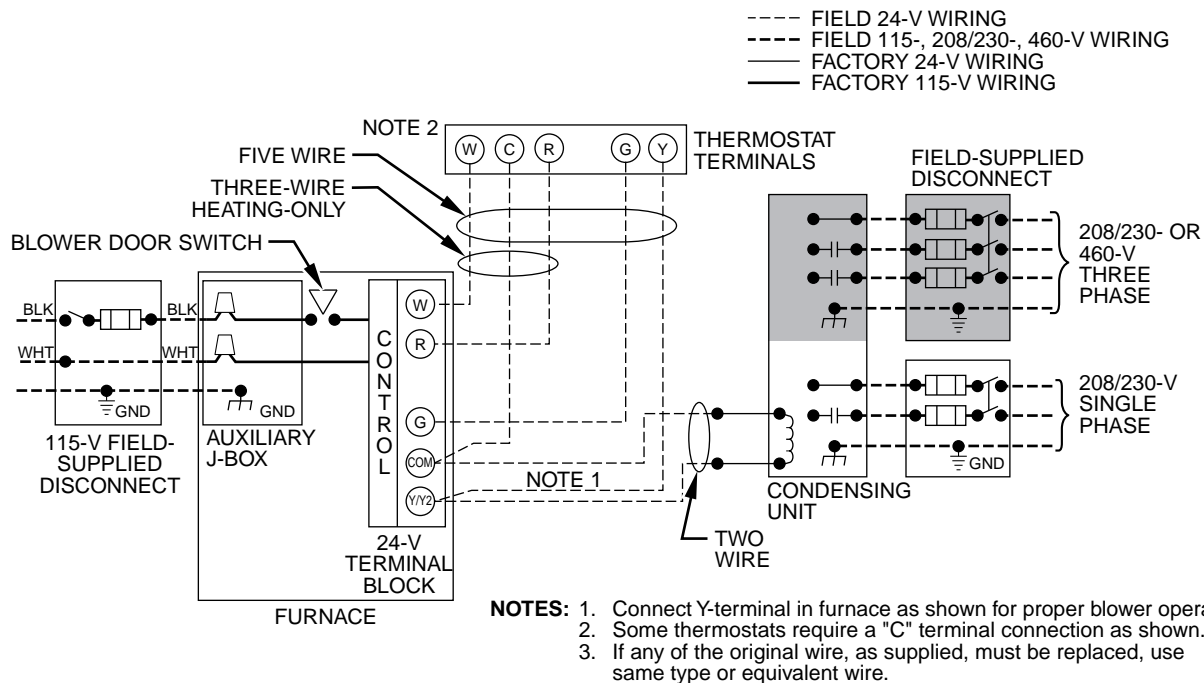 FIELD 24-V WIRING
FIELD 115-, 208/230-, 460-V WIRING
FACTORY 24-V WIRING
FACTORY 115-V WIRING
NOTE 2
W C R G Y
THERMOSTAT
TERMINALS
FIVE WIRE
THREE-WIRE
HEATING-ONLY
BLOWER DOOR SWITCH
FIELD-SUPPLIED
DISCONNECT
208/230- OR
460-V
THREE
PHASE
BLK
BLK
WHT
WHT
GND
GND
115-V FIELD-
SUPPLIED
DISCONNECT
AUXILIARY
J-BOX
CONTROL
W
R
G
COM
Y/Y2
NOTE 1
24-V
TERMINAL
BLOCK
FURNACE
TWO
WIRE
CONDENSING
UNIT
GND
208/230-V
SINGLE
PHASE
NOTES: 1. Connect Y-terminal in furnace as shown for proper blower opera
2. Some thermostats require a "C" terminal connection as shown.
3. If any of the original wire, as supplied, must be replaced, use
same type or equivalent wire.